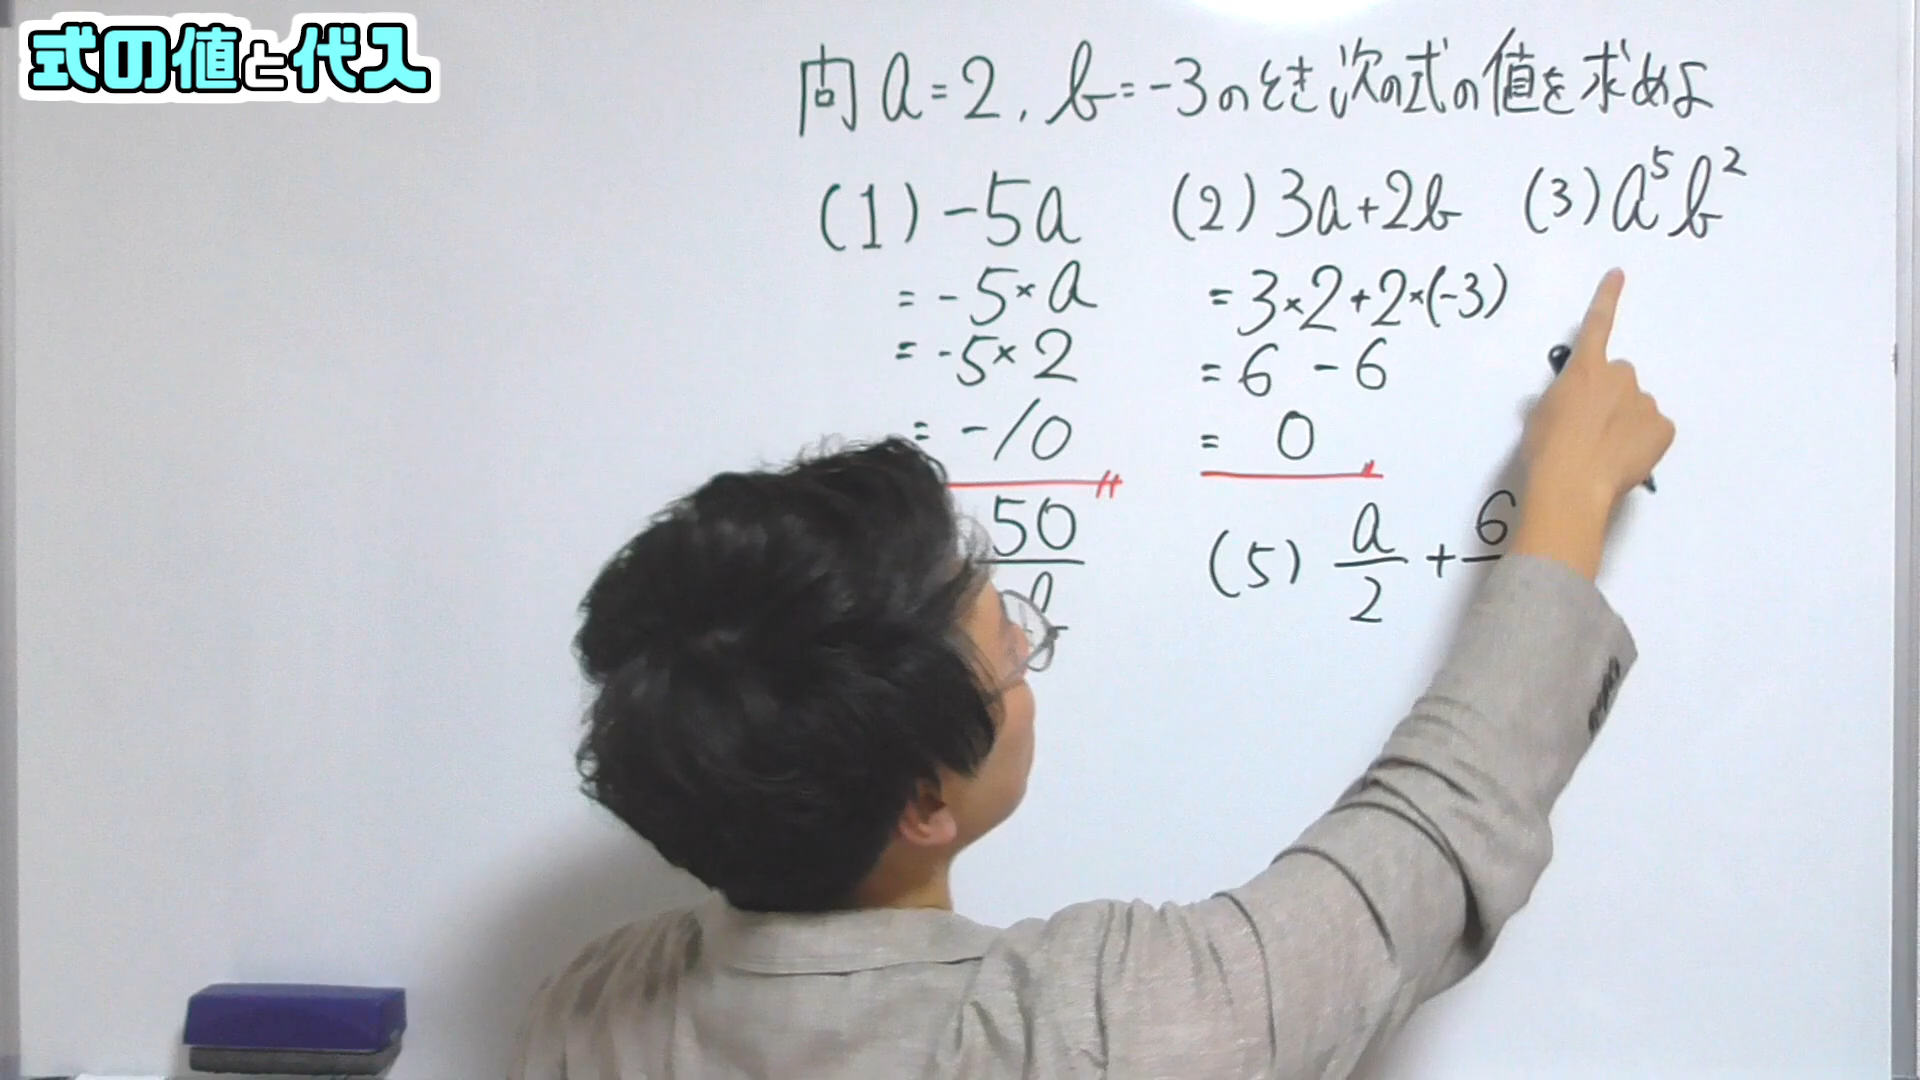 式の値と代入
問 a=2, b=-3のとき次の式の値を求めよ
(1) -5a (2) 3a+2b (3) a⁵b²
= -5×a = 3×2+2×(-3)
= -5×2 = 6 - 6
= -10 = 0
50 (5) a/2 + 6